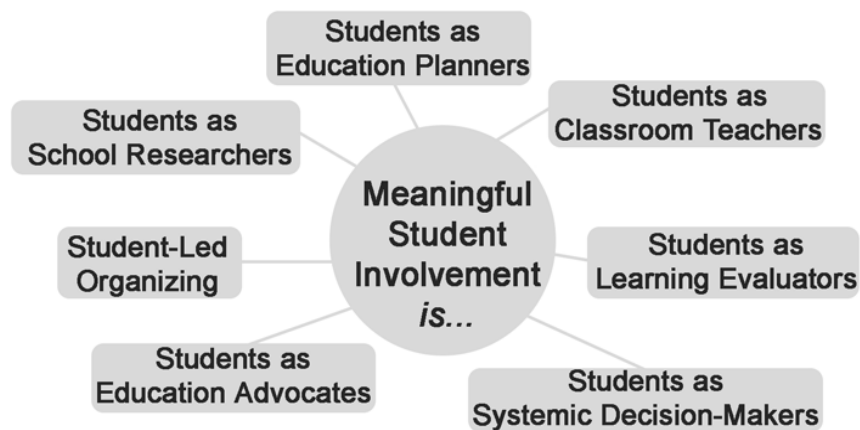 Students as
Education Planners
Students as
Classroom Teachers
Students as
School Researchers
Meaningful
Student
Involvement
is...
Student-Led
Organizing
Students as
Learning Evaluators
Students as
Education Advocates
Students as
Systemic Decision-Makers